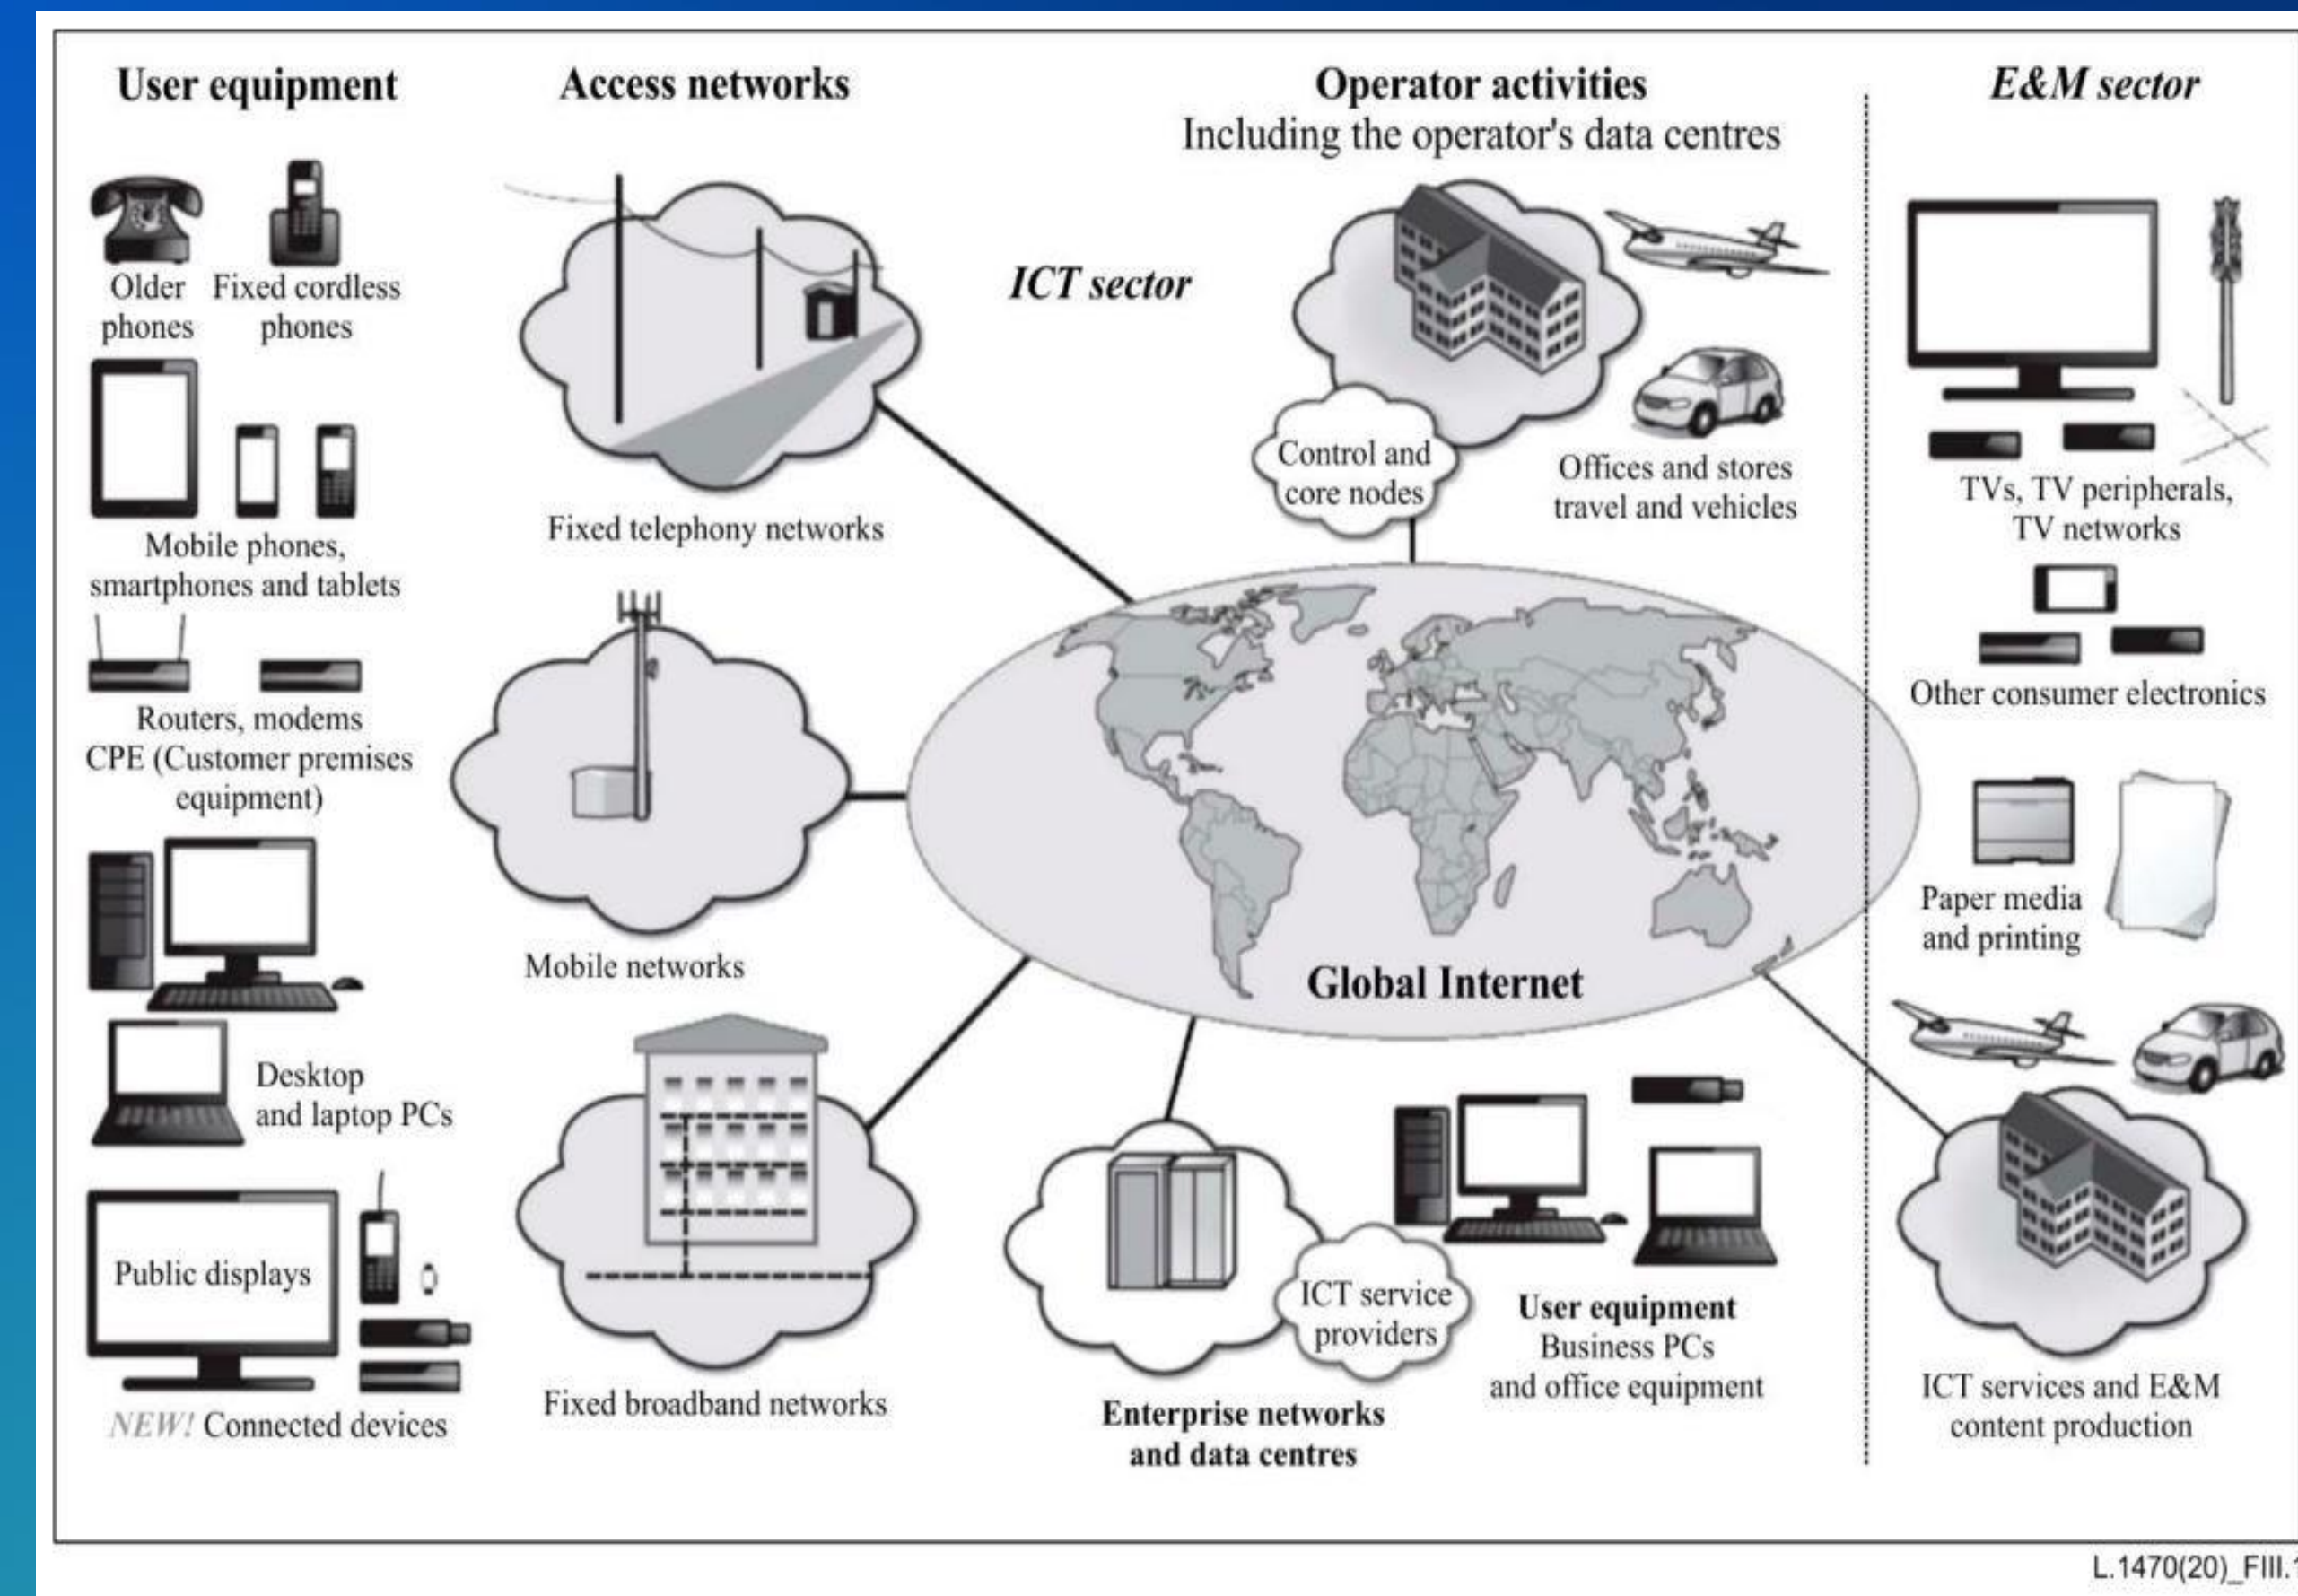 User equipment
Older
phones
Fixed cordless
phones
Mobile phones,
smartphones and tablets
Routers, modems
CPE (Customer premises
equipment)
Desktop
and laptop PCs
Public displays
NEW! Connected devices
Access networks
Fixed telephony networks
Mobile networks
Fixed broadband networks
ICT sector
Operator activities
Including the operator's data centres
Control and
core nodes
Offices and stores
travel and vehicles
Global Internet
ICT service
providers
Enterprise networks
and data centres
User equipment
Business PCs
and office equipment
E&M sector
TVs, TV peripherals,
TV networks
Other consumer electronics
Paper media
and printing
ICT services and E&M
content production
L.1470(20)_FIII.1